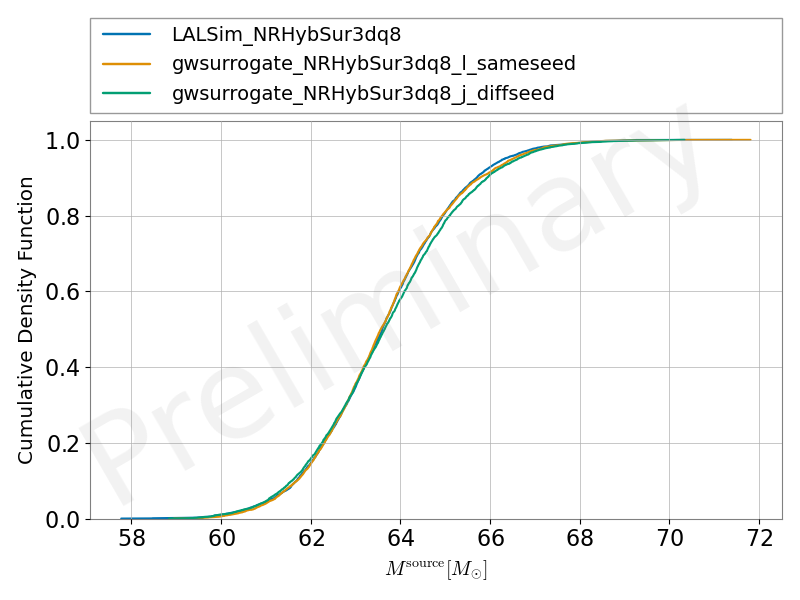 LALSim_NRHybSur3dq8
gwsurrogate_NRHybSur3dq8_l_sameseed
gwsurrogate_NRHybSur3dq8_j_diffseed
Preliminary
1.0
0.8
0.6
0.4
0.2
0.0
Cumulative Density Function
58 60 62 64 66 68 70 72
M^source[M_⊙]